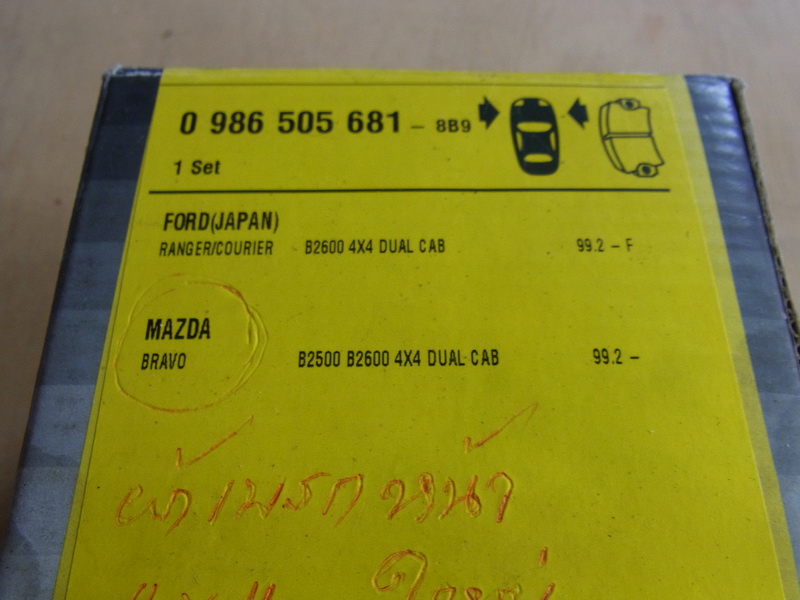 0 986 505 681 - 8B9
1 Set
FORD(JAPAN)
RANGER/COURIER B2600 4X4 DUAL CAB 99.2 - F
MAZDA
BRAVO B2500 B2600 4X4 DUAL CAB 99.2 -
ผ้าเบรกหน้า